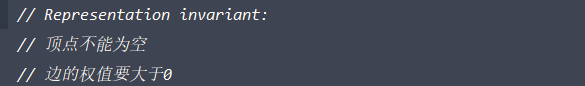 // Representation invariant:
// 顶点不能为空
// 边的权值要大于0